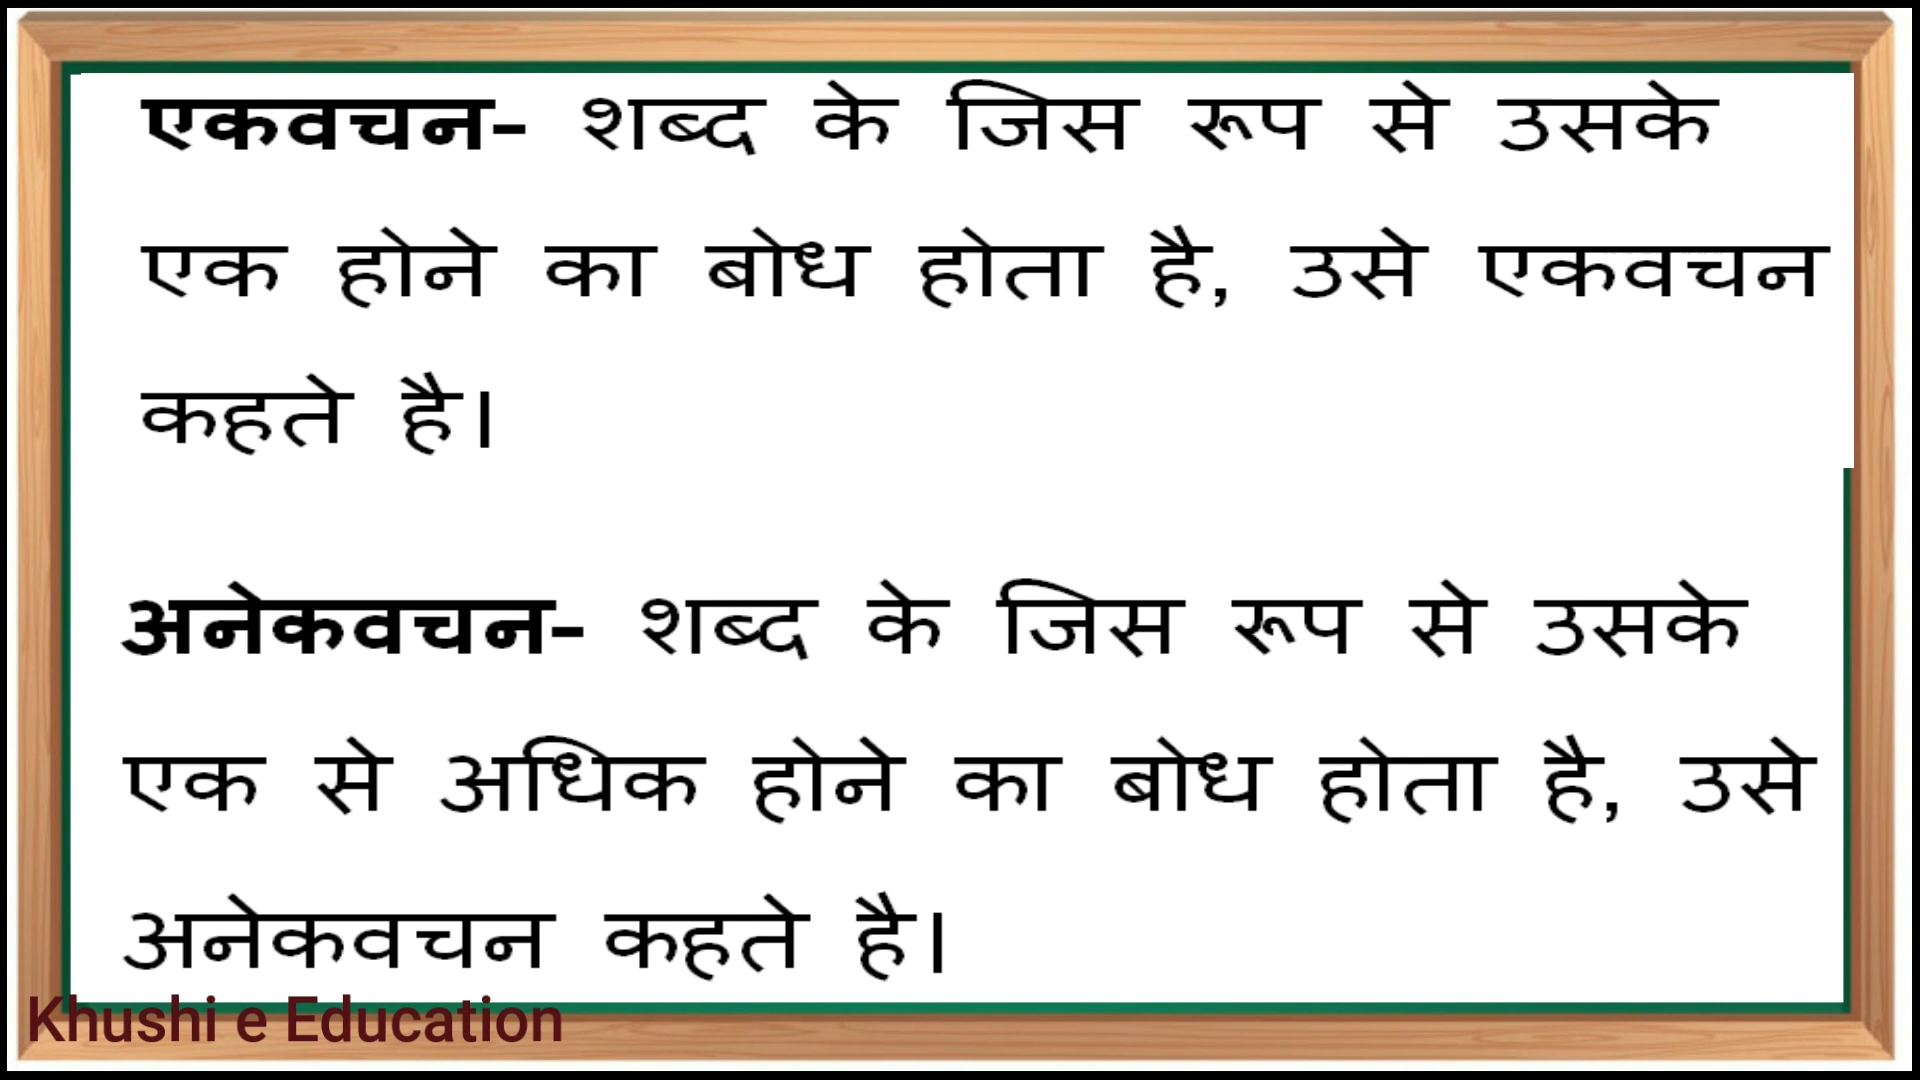 एकवचन- शब्द के जिस रूप से उसके
एक होने का बोध होता है, उसे एकवचन
कहते है।
अनेकवचन- शब्द के जिस रूप से उसके
एक से अधिक होने का बोध होता है, उसे
अनेकवचन कहते है।
Khushi e Education